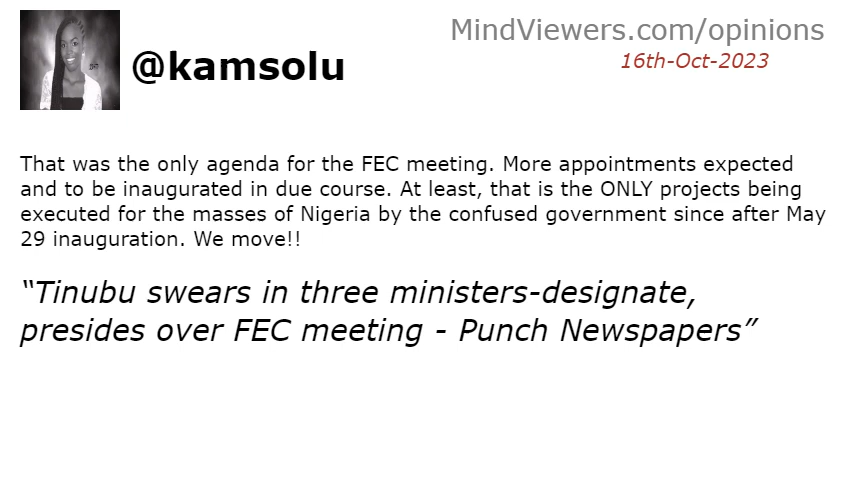 MindViewers.com/opinions
16th-Oct-2023
@kamsolu
That was the only agenda for the FEC meeting. More appointments expected
and to be inaugurated in due course. At least, that is the ONLY projects being
executed for the masses of Nigeria by the confused government since after May
29 inauguration. We move!!
“Tinubu swears in three ministers-designate,
presides over FEC meeting - Punch Newspapers”